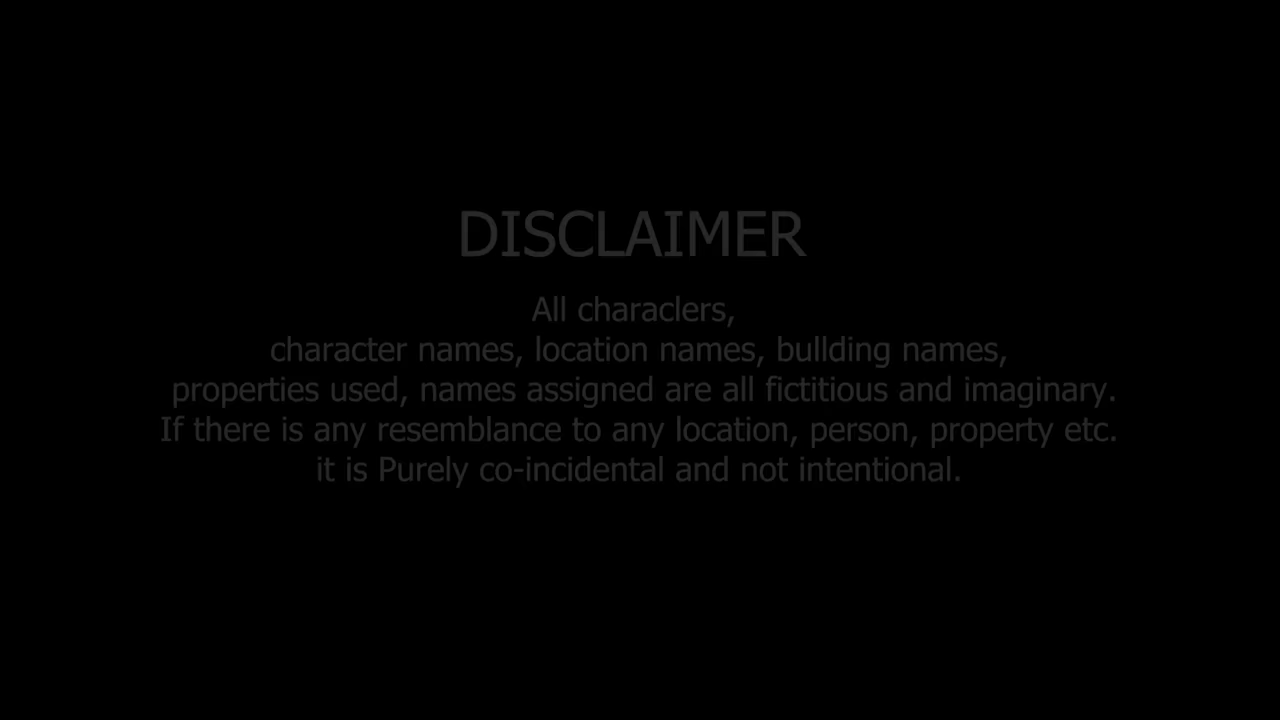 DISCLAIMER
All characlers,
character names, location names, bullding names,
properties used, names assigned are all fictitious and imaginary.
If there is any resemblance to any location, person, property etc.
it is Purely co-incidental and not intentional.